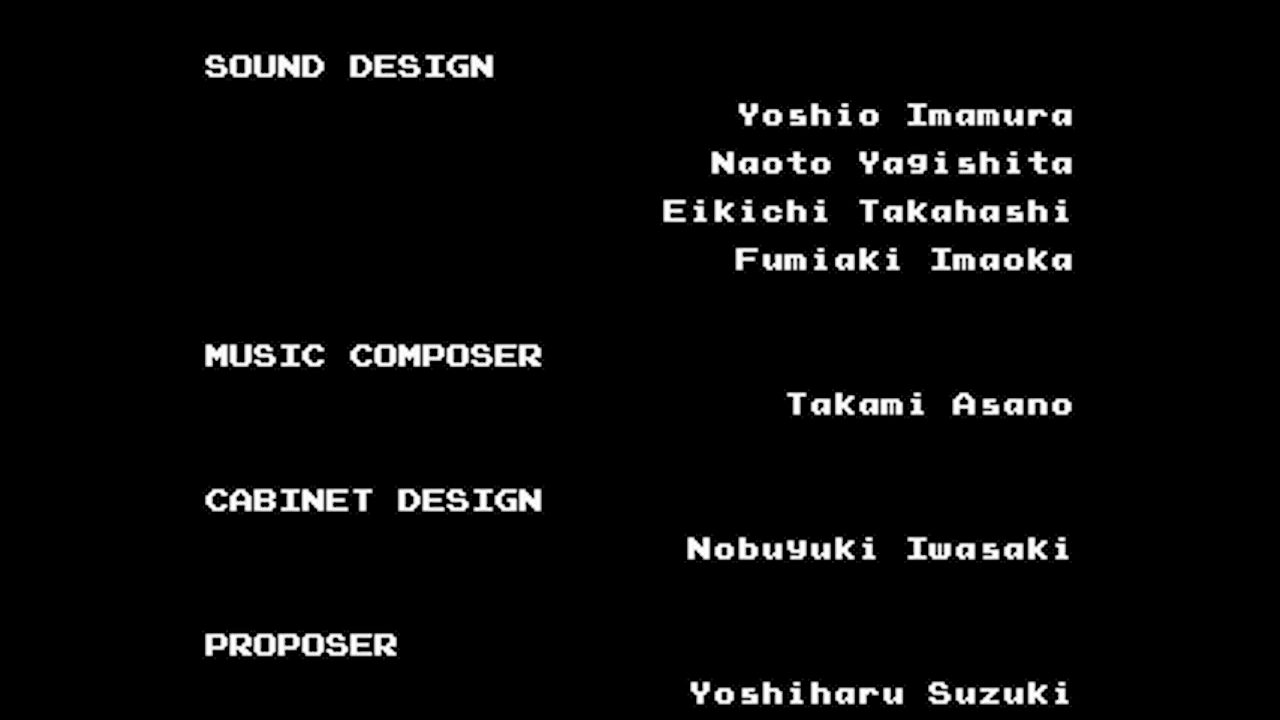 SOUND DESIGN
Yoshio Imamura
Naoto Yagishita
Eikichi Takahashi
Fumiaki Imaoka
MUSIC COMPOSER
Takami Asano
CABINET DESIGN
Nobuyuki Iwasaki
PROPOSER
Yoshiharu Suzuki